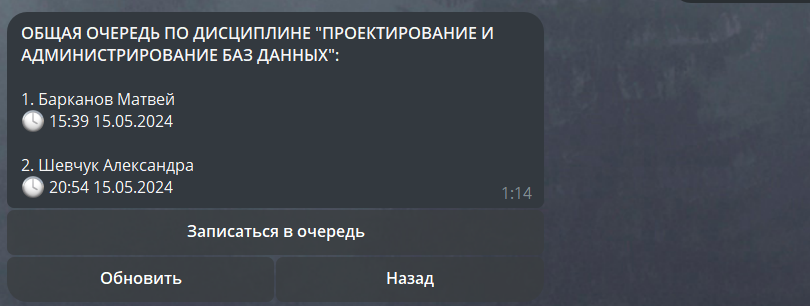 ОБЩАЯ ОЧЕРЕДЬ ПО ДИСЦИПЛИНЕ "ПРОЕКТИРОВАНИЕ И
АДМИНИСТРИРОВАНИЕ БАЗ ДАННЫХ":
1. Барканов Матвей
🕓 15:39 15.05.2024
2. Шевчук Александра
🕓 20:54 15.05.2024
1:14
Записаться в очередь
Обновить
Назад